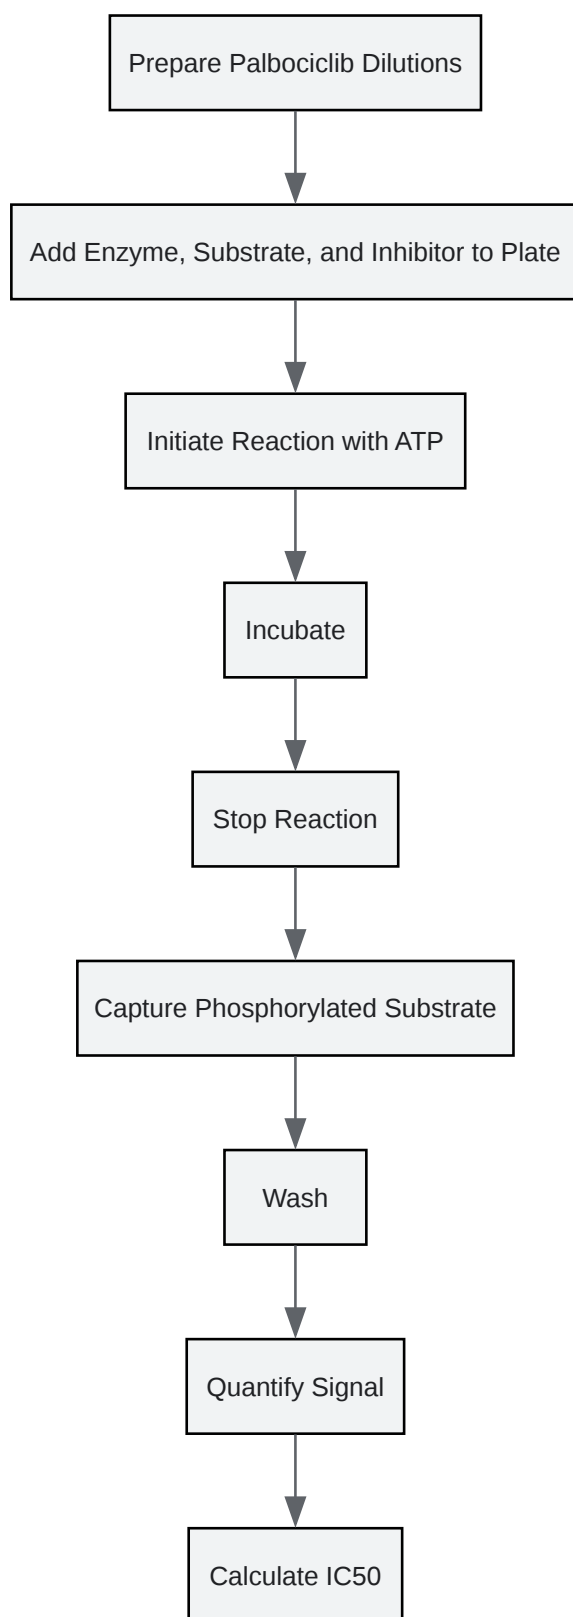 Prepare Palbociclib Dilutions
Add Enzyme, Substrate, and Inhibitor to Plate
Initiate Reaction with ATP
Incubate
Stop Reaction
Capture Phosphorylated Substrate
Wash
Quantify Signal
Calculate IC50